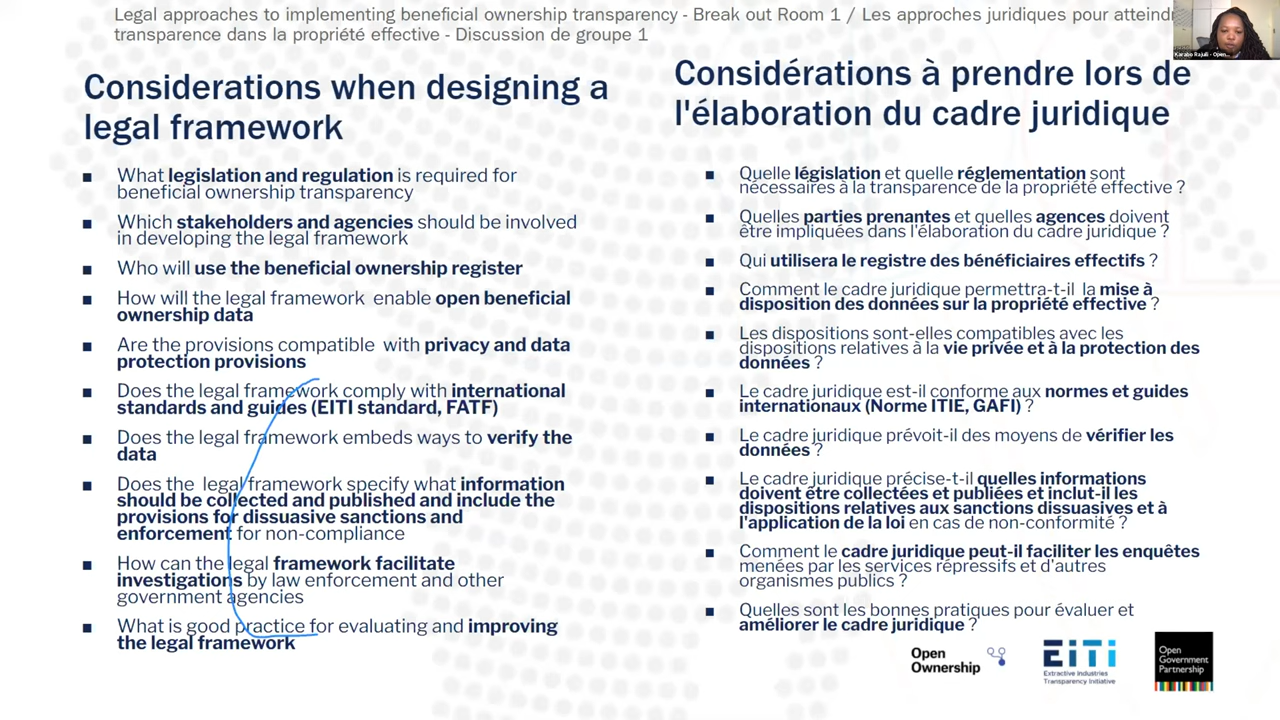 Legal approaches to implementing beneficial ownership transparency - Break out Room 1 / Les approches juridiques pour atteindr
transparence dans la propriété effective - Discussion de groupe 1
Karabo Rajuili - Open...
Considerations when designing a
legal framework
■ What legislation and regulation is required for
beneficial ownership transparency
■ Which stakeholders and agencies should be involved
in developing the legal framework
■ Who will use the beneficial ownership register
■ How will the legal framework enable open beneficial
ownership data
■ Are the provisions compatible with privacy and data
protection provisions
■ Does the legal framework comply with international
standards and guides (EITI standard, FATF)
■ Does the legal framework embeds ways to verify the
data
■ Does the legal framework specify what information
should be collected and published and include the
provisions for dissuasive sanctions and
enforcement for non-compliance
■ How can the legal framework facilitate
investigations by law enforcement and other
government agencies
■ What is good practice for evaluating and improving
the legal framework
Considérations à prendre lors de
l'élaboration du cadre juridique
■ Quelle législation et quelle réglementation sont
nécessaires à la transparence de la propriété effective ?
■ Quelles parties prenantes et quelles agences doivent
être impliquées dans l'élaboration du cadre juridique ?
■ Qui utilisera le registre des bénéficiaires effectifs ?
■ Comment le cadre juridique permettra-t-il la mise à
disposition des données sur la propriété effective ?
■ Les dispositions sont-elles compatibles avec les
dispositions relatives à la vie privée et à la protection des
données ?
■ Le cadre juridique est-il conforme aux normes et guides
internationaux (Norme ITIE, GAFI) ?
■ Le cadre juridique prévoit-il des moyens de vérifier les
données ?
■ Le cadre juridique précise-t-il quelles informations
doivent être collectées et publiées et inclut-il les
dispositions relatives aux sanctions dissuasives et à
l'application de la loi en cas de non-conformité ?
■ Comment le cadre juridique peut-il faciliter les enquêtes
menées par les services répressifs et d'autres
organismes publics ?
■ Quelles sont les bonnes pratiques pour évaluer et
améliorer le cadre juridique ?
Open
Ownership
EITI
Extractive Industries
Transparency Initiative
Open
Government
Partnership